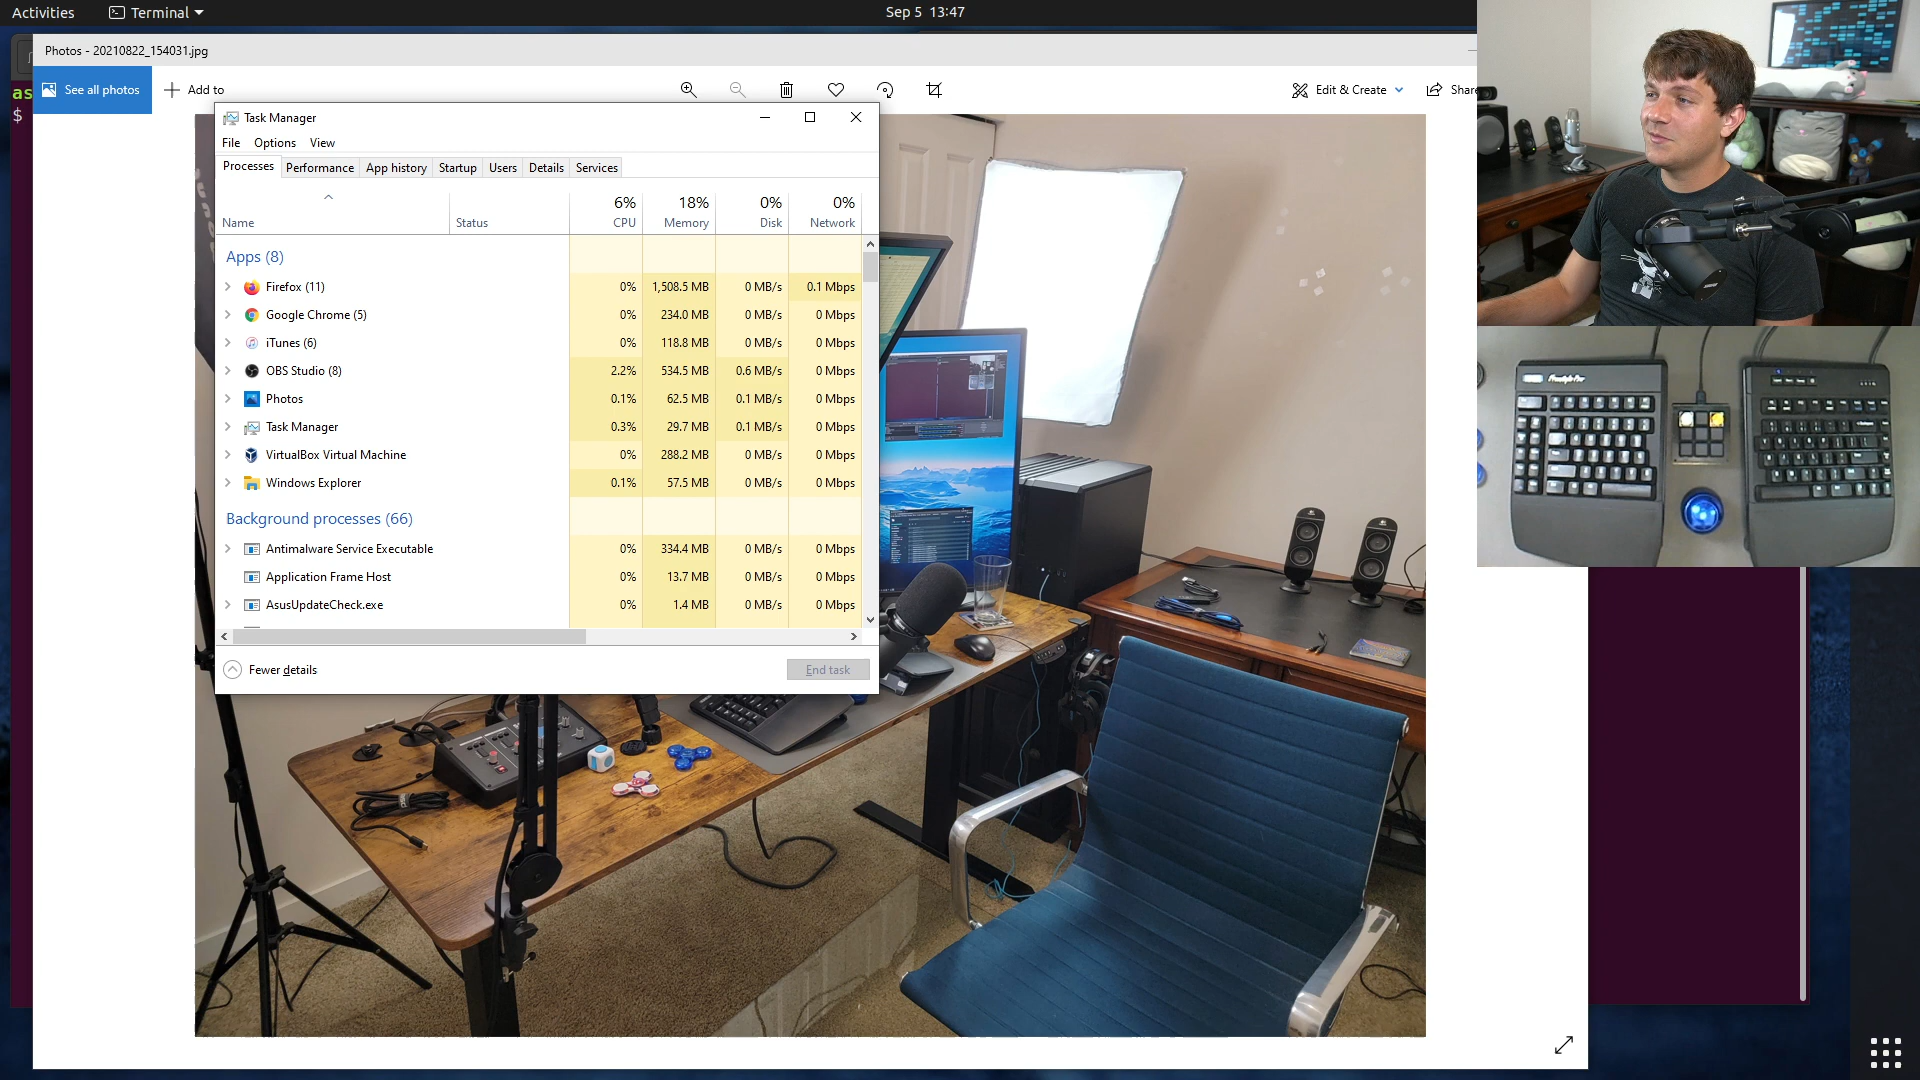 Activities Terminal Sep 5 13:47
Photos - 20210822_154031.jpg
as
$
See all photos Add to Edit & Create Share
Task Manager
File Options View
Processes Performance App history Startup Users Details Services
6% 18% 0% 0%
Name Status CPU Memory Disk Network
Apps (8)
Firefox (11) 0% 1,508.5 MB 0 MB/s 0.1 Mbps
Google Chrome (5) 0% 234.0 MB 0 MB/s 0 Mbps
iTunes (6) 0% 118.8 MB 0 MB/s 0 Mbps
OBS Studio (8) 2.2% 534.5 MB 0.6 MB/s 0 Mbps
Photos 0.1% 62.5 MB 0.1 MB/s 0 Mbps
Task Manager 0.3% 29.7 MB 0.1 MB/s 0 Mbps
VirtualBox Virtual Machine 0% 288.2 MB 0 MB/s 0 Mbps
Windows Explorer 0.1% 57.5 MB 0 MB/s 0 Mbps
Background processes (66)
Antimalware Service Executable 0% 334.4 MB 0 MB/s 0 Mbps
Application Frame Host 0% 13.7 MB 0 MB/s 0 Mbps
AsusUpdateCheck.exe 0% 1.4 MB 0 MB/s 0 Mbps
Fewer details End task
Freestyle Pro